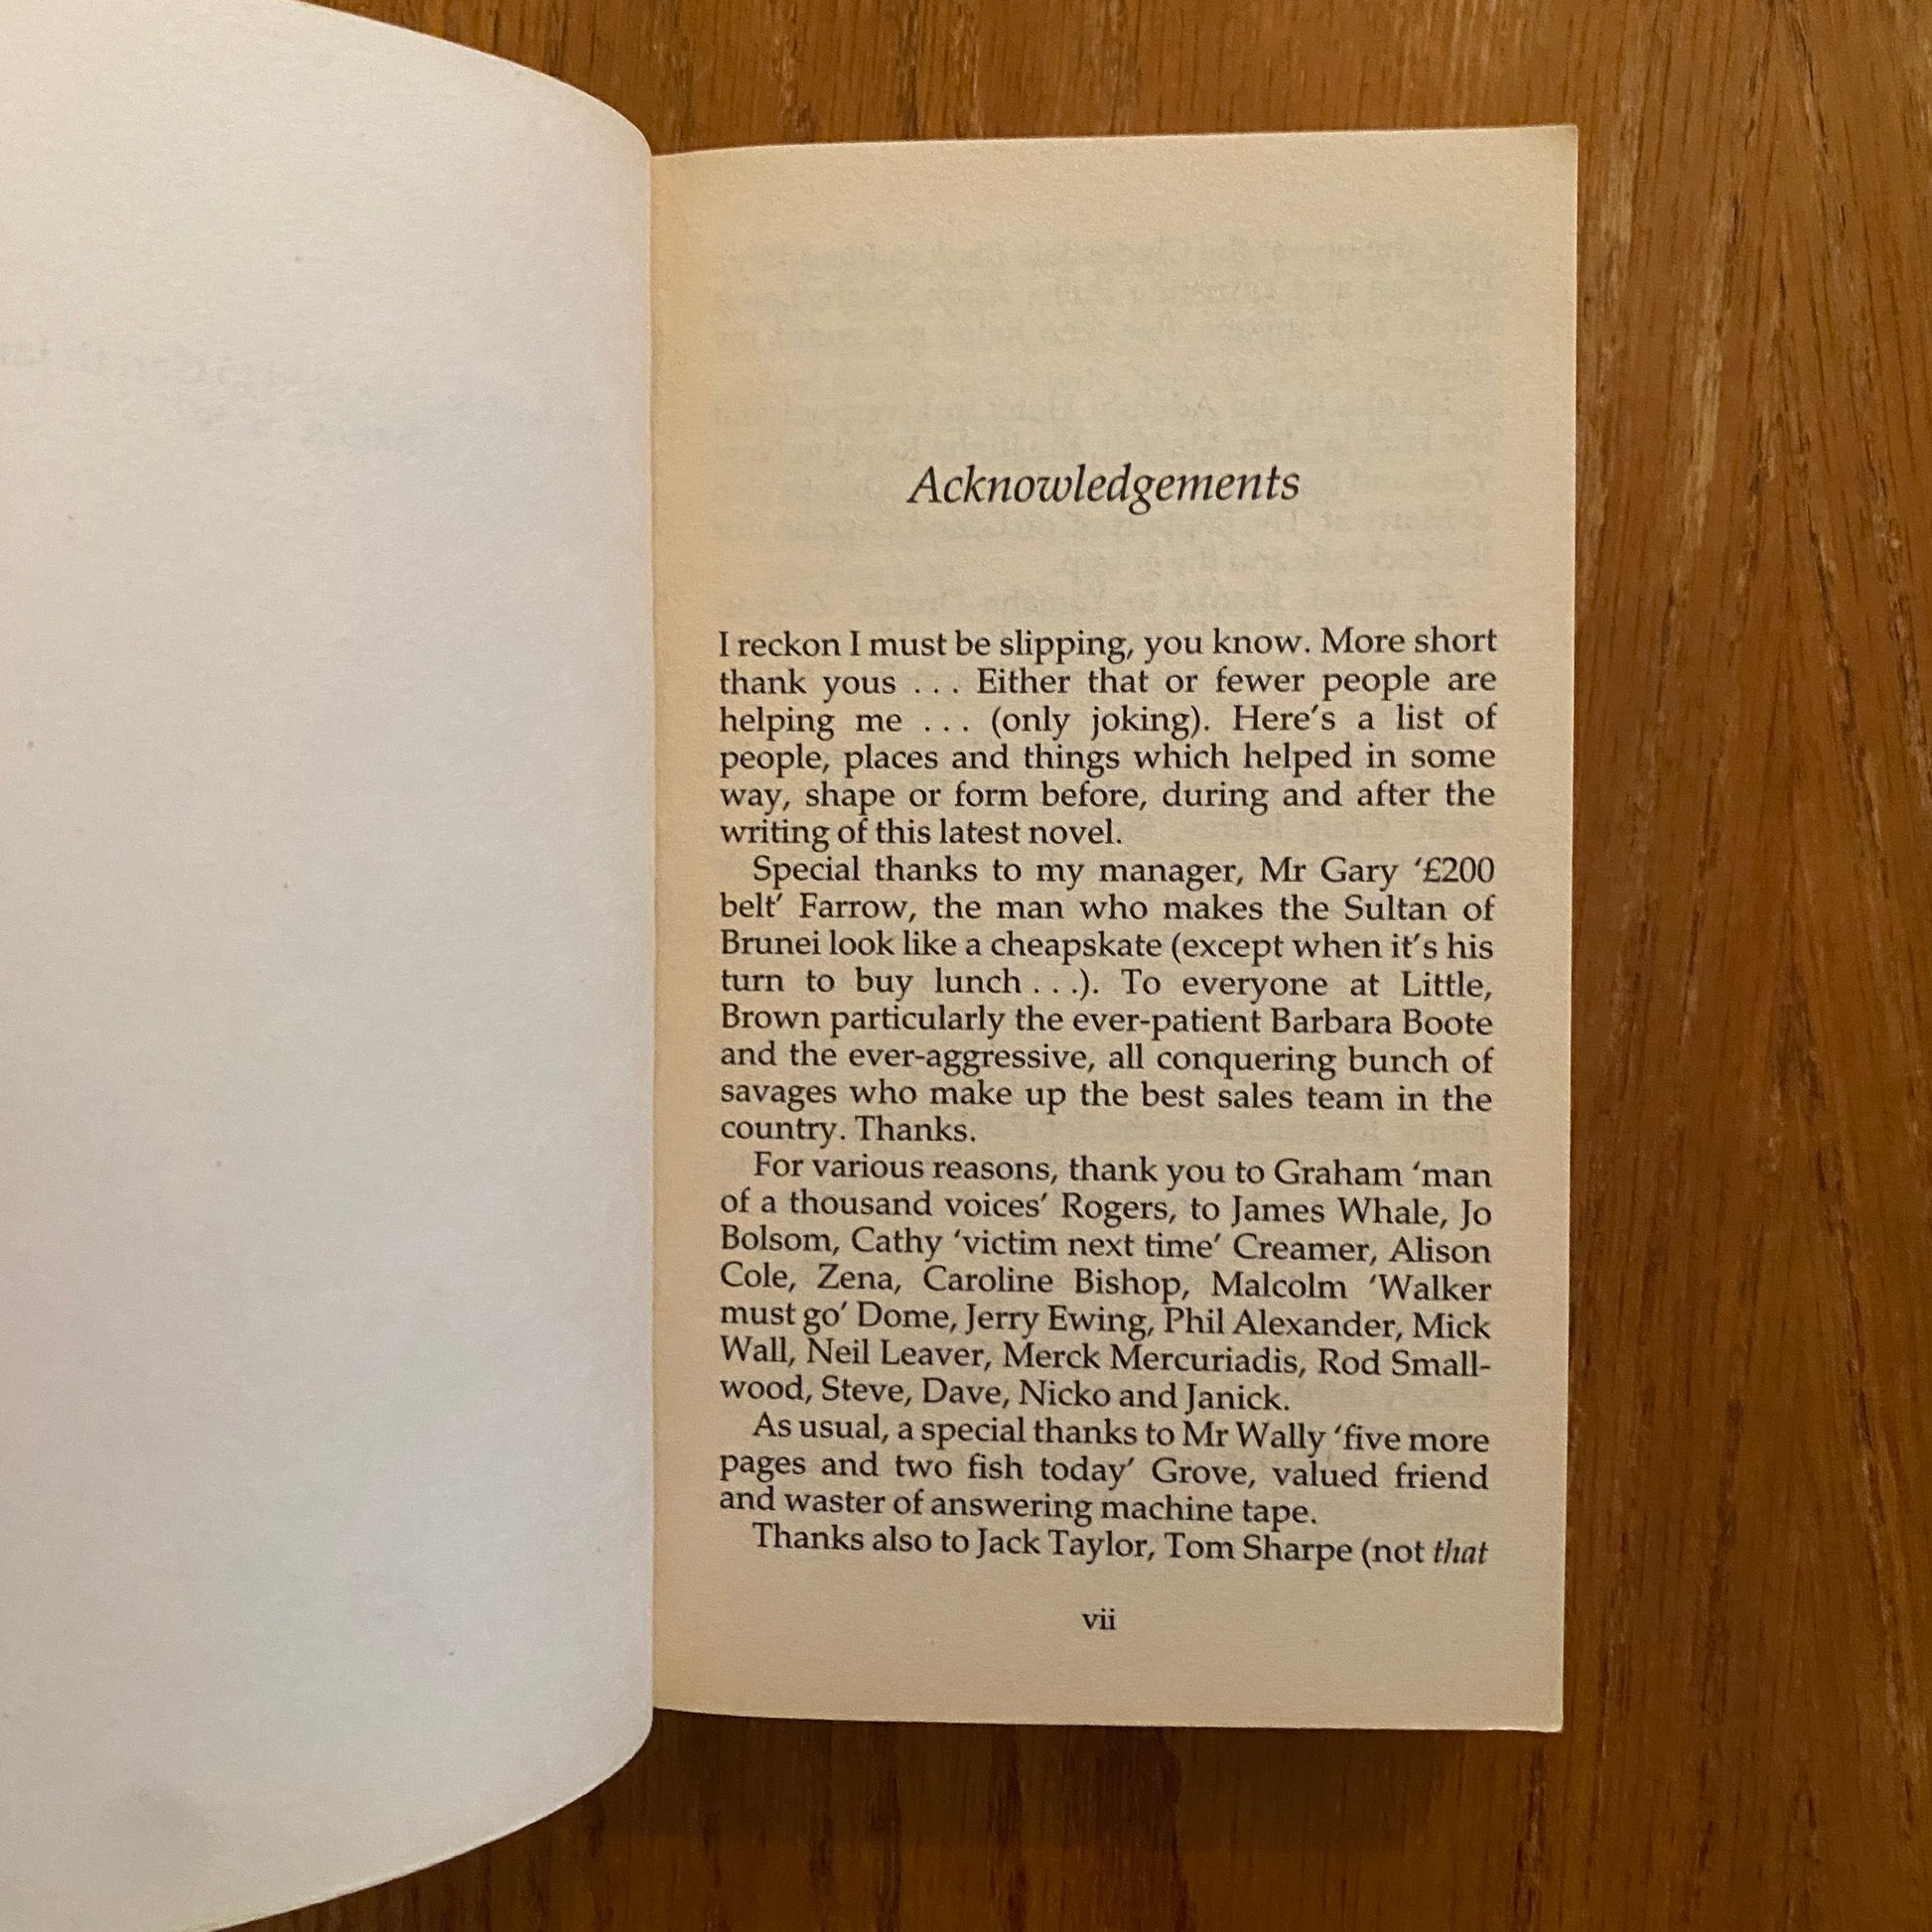 Acknowledgements
I reckon I must be slipping, you know. More short
thank yous . . . Either that or fewer people are
helping me . . . (only joking). Here's a list of
people, places and things which helped in some
way, shape or form before, during and after the
writing of this latest novel.
Special thanks to my manager, Mr Gary ‘£200
belt’ Farrow, the man who makes the Sultan of
Brunei look like a cheapskate (except when it's his
turn to buy lunch . . .). To everyone at Little,
Brown particularly the ever-patient Barbara Boote
and the ever-aggressive, all conquering bunch of
savages who make up the best sales team in the
country. Thanks.
For various reasons, thank you to Graham ‘man
of a thousand voices’ Rogers, to James Whale, Jo
Bolsom, Cathy ‘victim next time’ Creamer, Alison
Cole, Zena, Caroline Bishop, Malcolm ‘Walker
must go’ Dome, Jerry Ewing, Phil Alexander, Mick
Wall, Neil Leaver, Merck Mercuriadis, Rod Small-
wood, Steve, Dave, Nicko and Janick.
As usual, a special thanks to Mr Wally ‘five more
pages and two fish today’ Grove, valued friend
and waster of answering machine tape.
Thanks also to Jack Taylor, Tom Sharpe (not that
vii